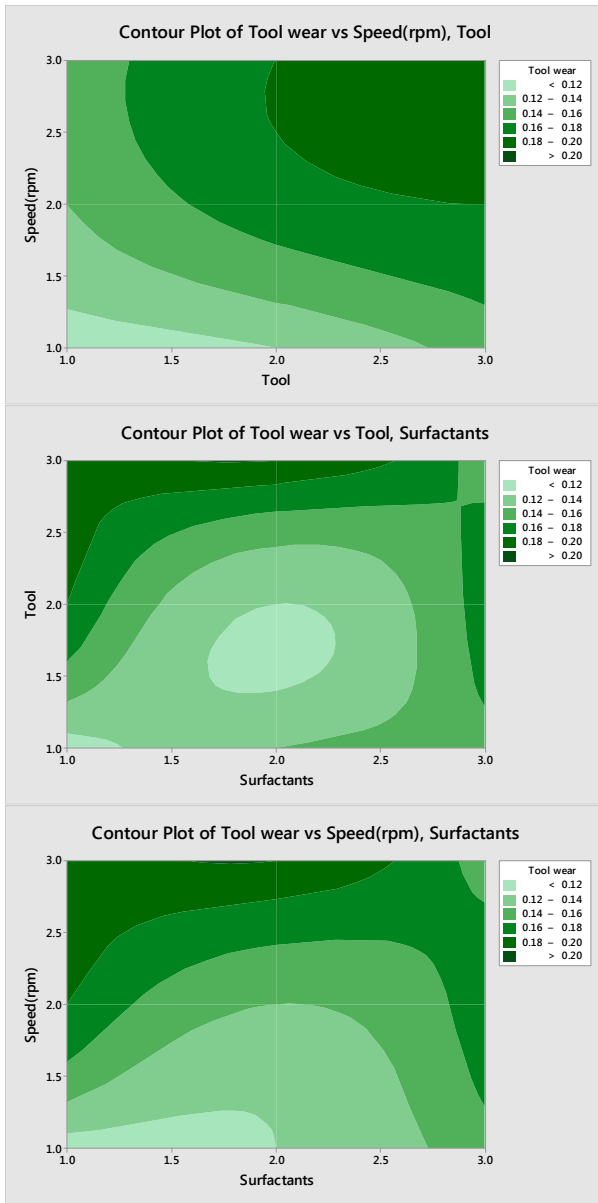 Contour Plot of Tool wear vs Speed(rpm), Tool
3.0
2.5
2.0
1.5
1.0
Speed(rpm)
1.0 1.5 2.0 2.5 3.0
Tool
Tool wear
< 0.12
0.12 – 0.14
0.14 – 0.16
0.16 – 0.18
0.18 – 0.20
> 0.20
Contour Plot of Tool wear vs Tool, Surfactants
3.0
2.5
2.0
1.5
1.0
Tool
1.0 1.5 2.0 2.5 3.0
Surfactants
Tool wear
< 0.12
0.12 – 0.14
0.14 – 0.16
0.16 – 0.18
0.18 – 0.20
> 0.20
Contour Plot of Tool wear vs Speed(rpm), Surfactants
3.0
2.5
2.0
1.5
1.0
Speed(rpm)
1.0 1.5 2.0 2.5 3.0
Surfactants
Tool wear
< 0.12
0.12 – 0.14
0.14 – 0.16
0.16 – 0.18
0.18 – 0.20
> 0.20